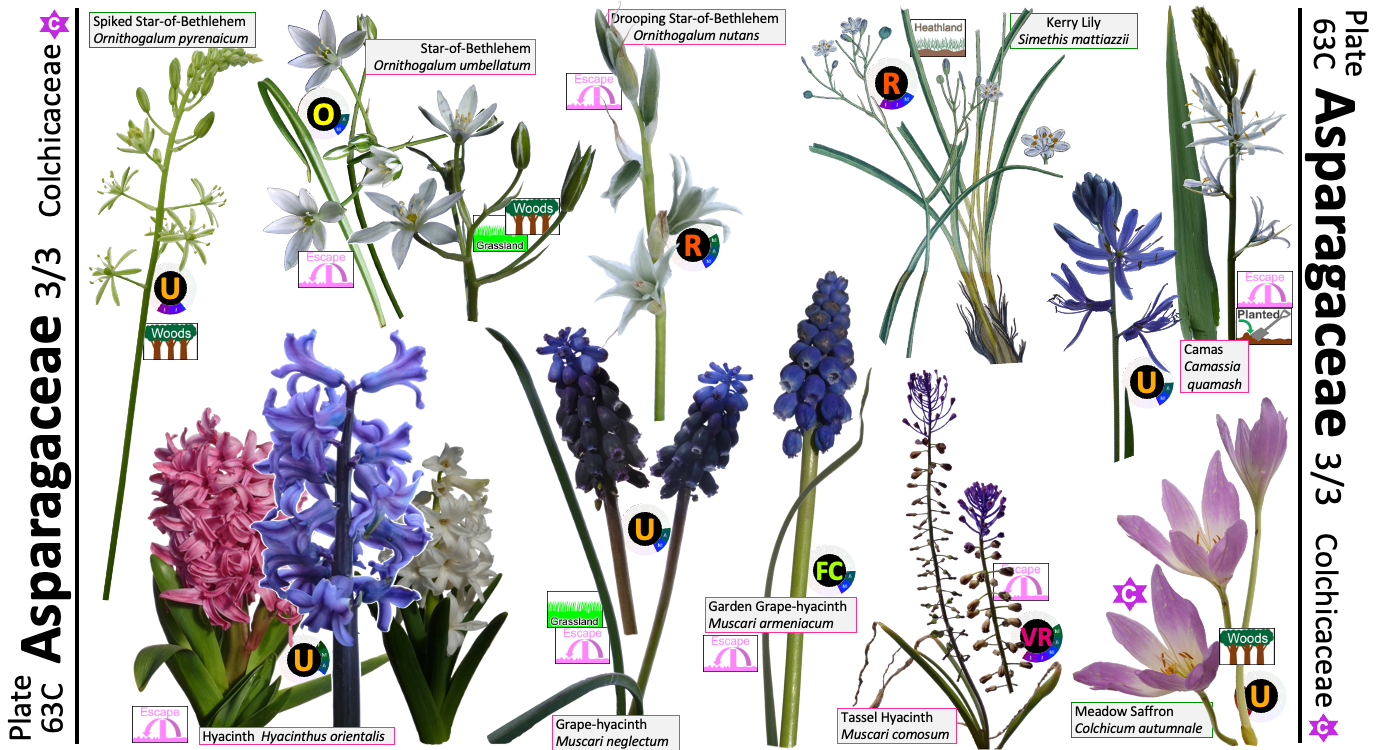 Plate
63C
Asparagaceae 3/3
Colchicaceae
C
Spiked Star-of-Bethlehem
Ornithogalum pyrenaicum
U
Woods
Star-of-Bethlehem
Ornithogalum umbellatum
O
Woods
Grassland
Escape
Drooping Star-of-Bethlehem
Ornithogalum nutans
Escape
R
Heathland
Kerry Lily
Simethis mattiazzii
R
Escape
Planted
Camas
Camassia
quamash
U
U
Escape
Hyacinth Hyacinthus orientalis
U
Grassland
Escape
Grape-hyacinth
Muscari neglectum
FC
Garden Grape-hyacinth
Muscari armeniacum
Escape
Escape
VR
Tassel Hyacinth
Muscari comosum
C
Woods
U
Meadow Saffron
Colchicum autumnale
Plate
63C
Asparagaceae 3/3
Colchicaceae
C